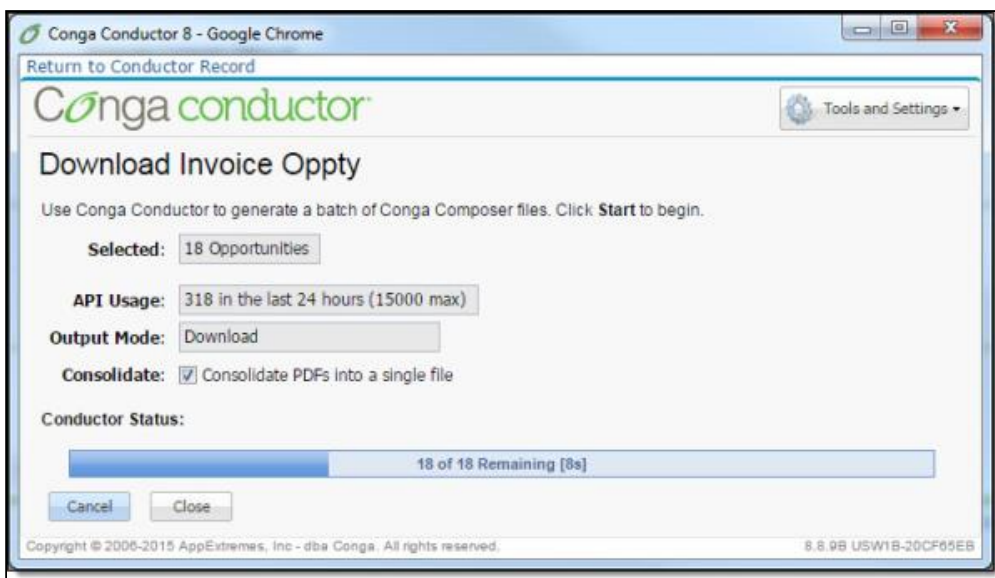 Conga Conductor 8 - Google Chrome
Return to Conductor Record
Conga conductor
Tools and Settings
Download Invoice Oppty
Use Conga Conductor to generate a batch of Conga Composer files. Click Start to begin.
Selected: 18 Opportunities
API Usage: 318 in the last 24 hours (15000 max)
Output Mode: Download
Consolidate: Consolidate PDFs into a single file
Conductor Status:
18 of 18 Remaining [8s]
Cancel Close
Copyright © 2006-2015 AppExtremes, Inc - dba Conga. All rights reserved. 8.8.9B USW1B-20CF65EB